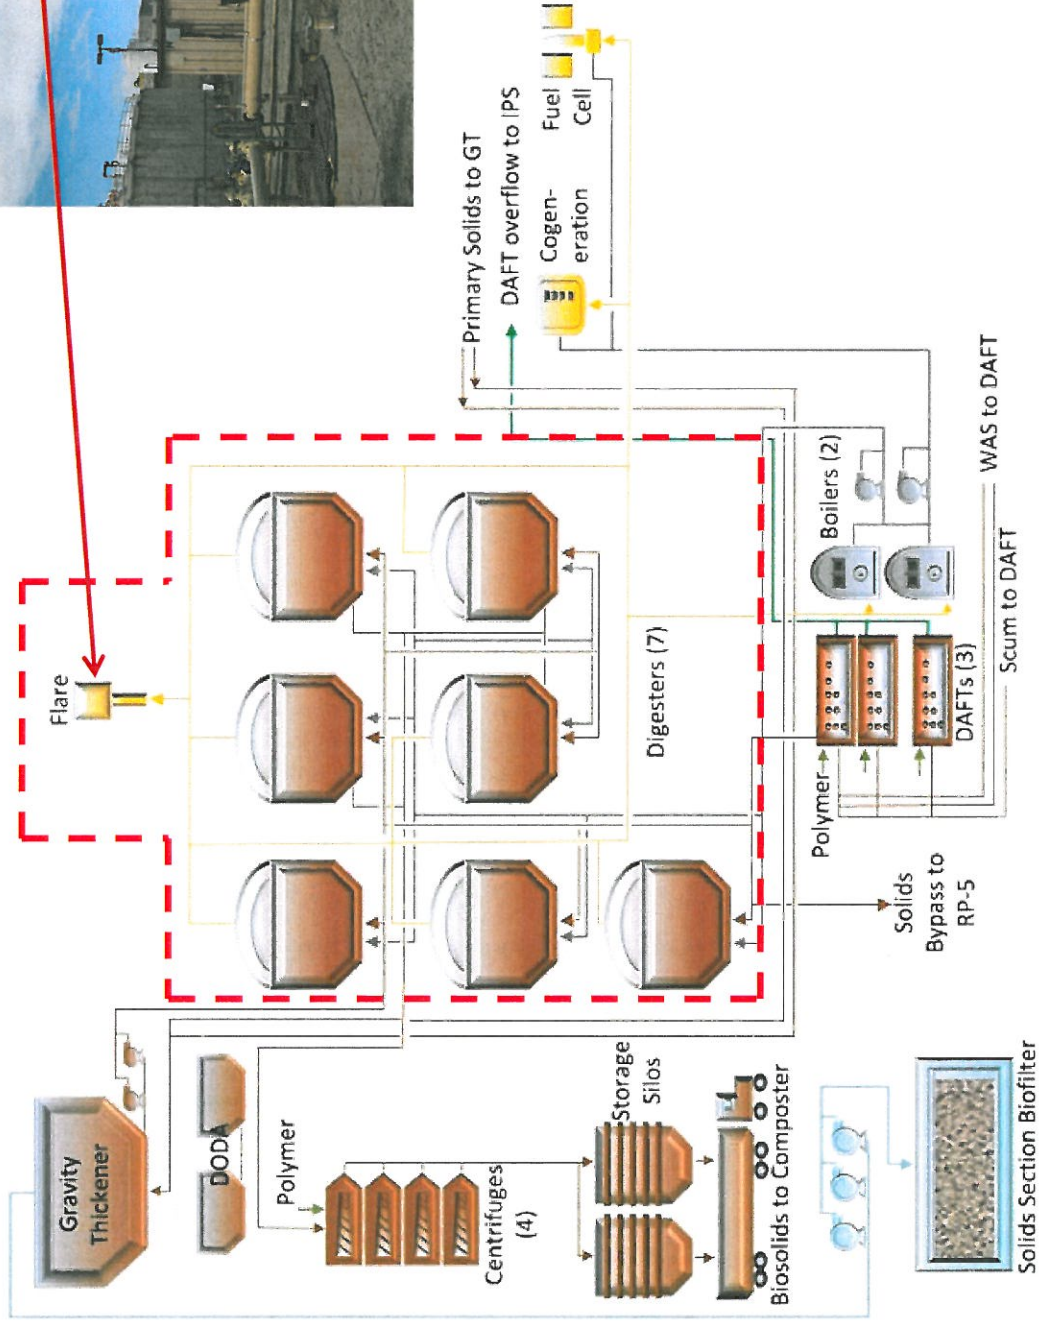 Gravity
Thickener
DODA
Polymer
Centrifuges
(4)
Storage
Silos
Biosolids to Composter
Solids Section Biofilter
Flare
Digesters (7)
Solids
Bypass to
RP-5
Polymer
DAFTs (3)
Boilers (2)
Scum to DAFT
WAS to DAFT
Primary Solids to GT
DAFT overflow to IPS
Cogen-
eration
Fuel
Cell